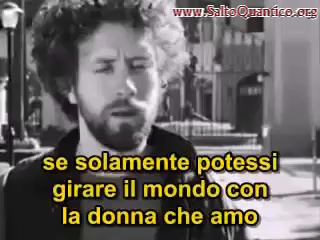 www.SaltoQuantico.org
se solamente potessi
girare il mondo con
la donna che amo